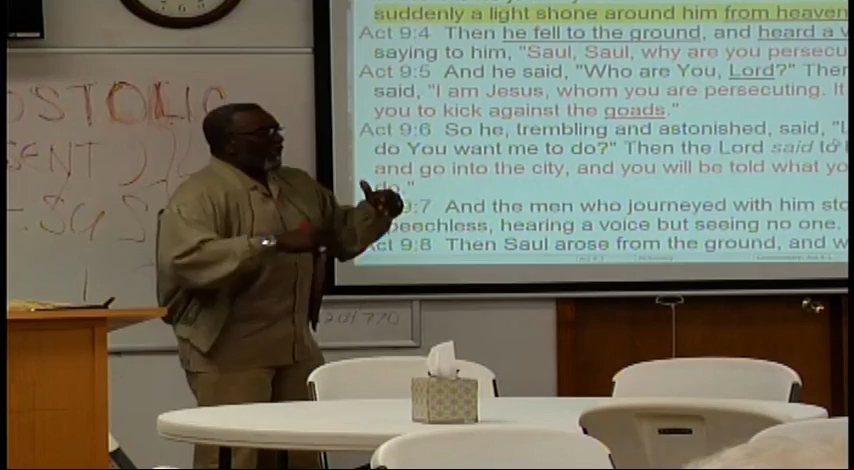 suddenly a light shone around him from heaven
Act 9:4 Then he fell to the ground, and heard a v
saying to him, "Saul, Saul, why are you persecu
Act 9:5 And he said, "Who are You, Lord?" Then
said, "I am Jesus, whom you are persecuting. It
you to kick against the goads."
Act 9:6 So he, trembling and astonished, said, "L
do You want me to do?" Then the Lord said to
and go into the city, and you will be told what yo
do."
9:7 And the men who journeyed with him sto
speechless, hearing a voice but seeing no one.
Act 9:8 Then Saul arose from the ground, and w
OSTOLIC
SENT